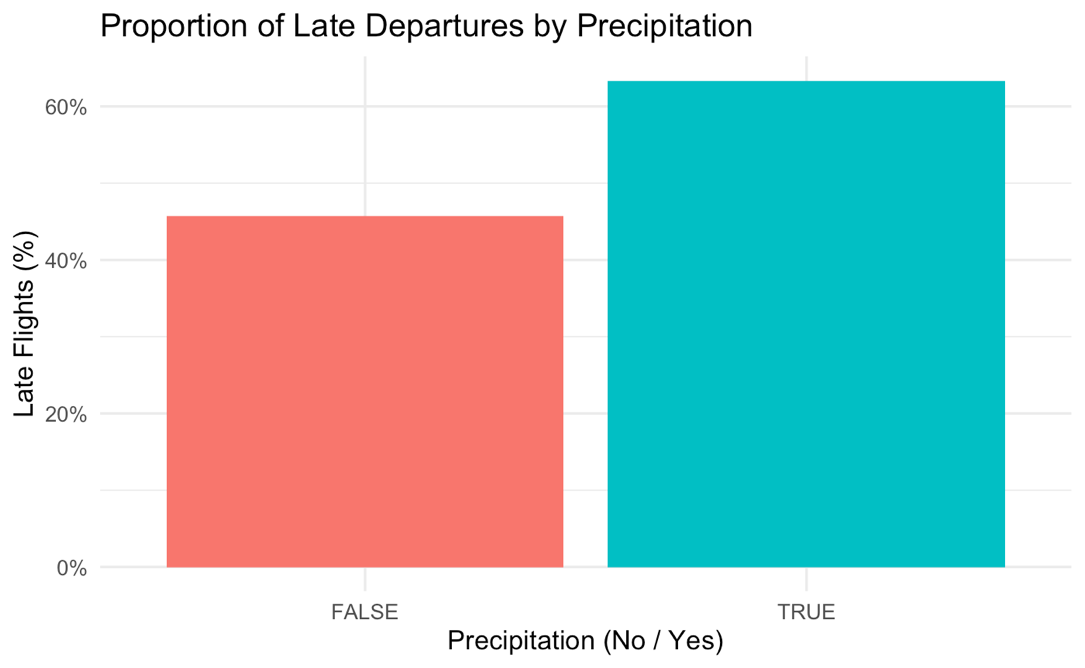 Proportion of Late Departures by Precipitation
Late Flights (%)
60%
40%
20%
0%
FALSE
TRUE
Precipitation (No / Yes)